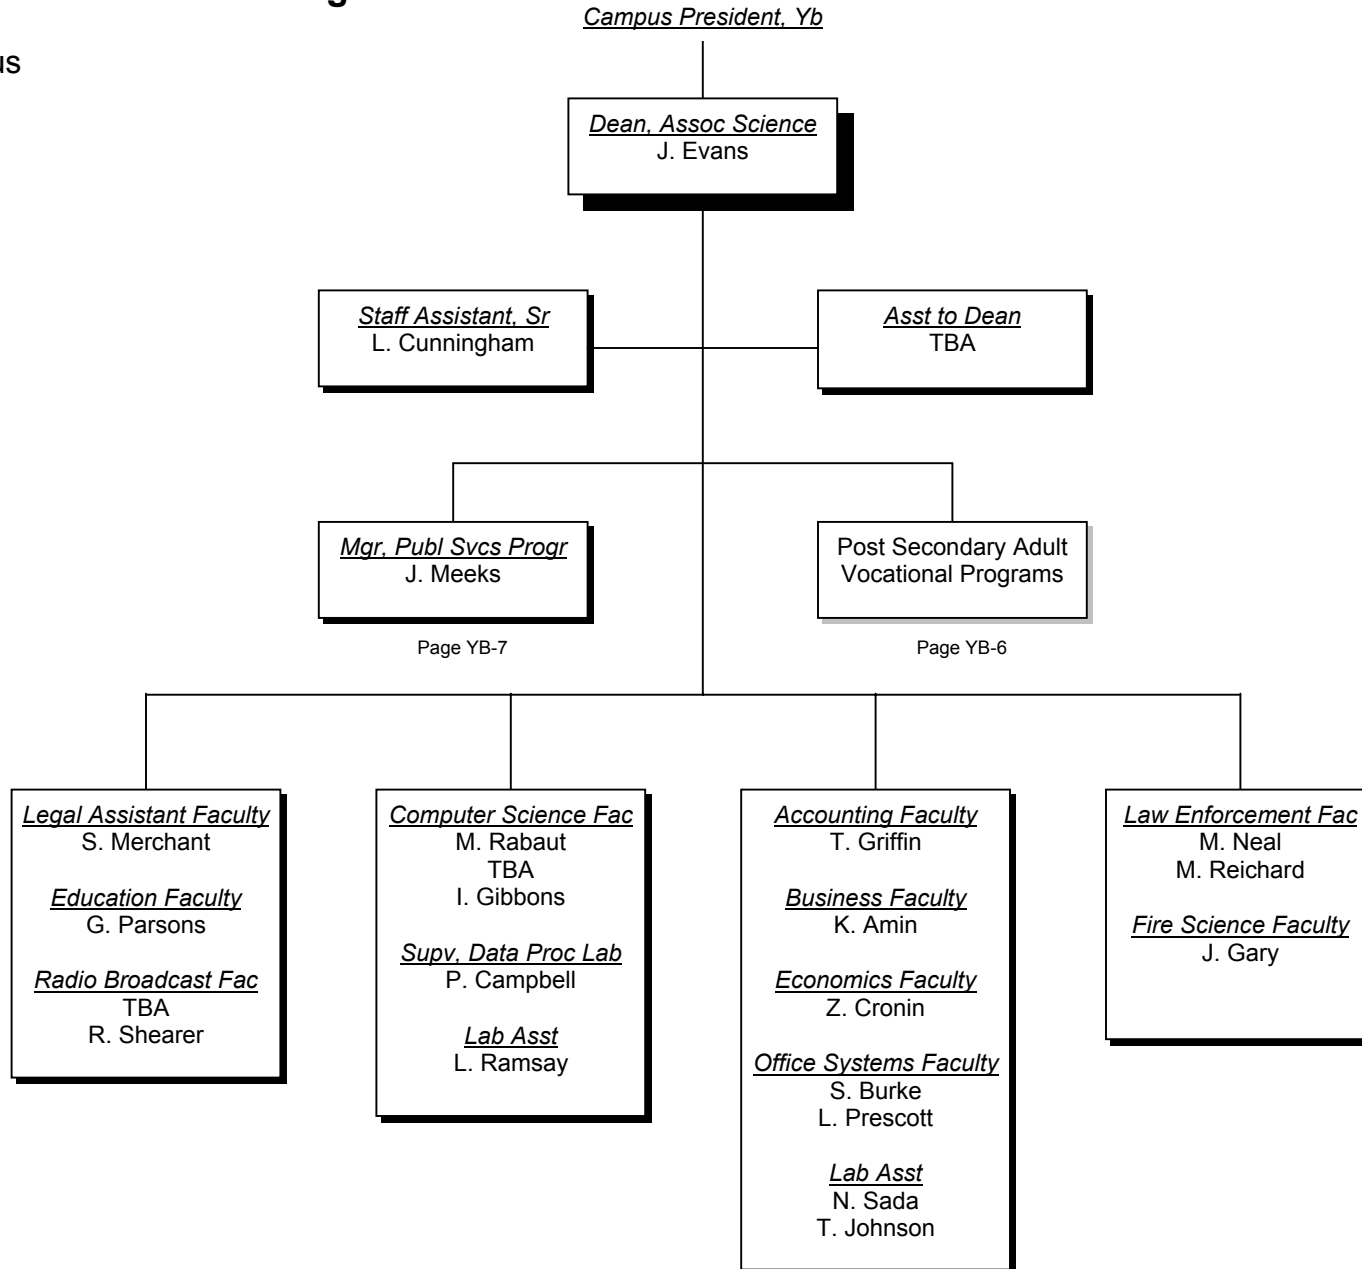 Campus President, Yb
Dean, Assoc Science
J. Evans
Staff Assistant, Sr
L. Cunningham
Asst to Dean
TBA
Mgr, Publ Svcs Progr
J. Meeks
Page YB-7
Post Secondary Adult
Vocational Programs
Page YB-6
Legal Assistant Faculty
S. Merchant
Education Faculty
G. Parsons
Radio Broadcast Fac
TBA
R. Shearer
Computer Science Fac
M. Rabaut
TBA
I. Gibbons
Supv, Data Proc Lab
P. Campbell
Lab Asst
L. Ramsay
Accounting Faculty
T. Griffin
Business Faculty
K. Amin
Economics Faculty
Z. Cronin
Office Systems Faculty
S. Burke
L. Prescott
Lab Asst
N. Sada
T. Johnson
Law Enforcement Fac
M. Neal
M. Reichard
Fire Science Faculty
J. Gary